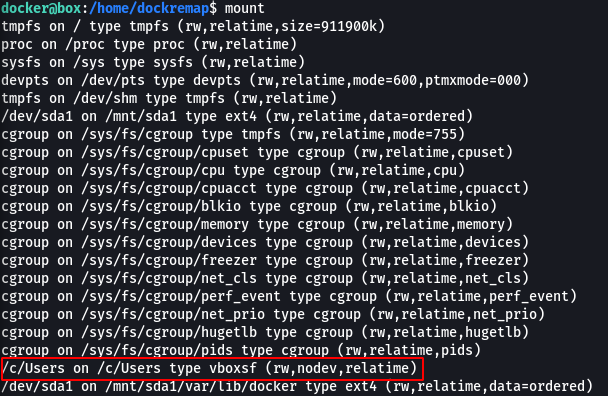 docker@box:/home/dockremap$ mount
tmpfs on / type tmpfs (rw,relatime,size=911900k)
proc on /proc type proc (rw,relatime)
sysfs on /sys type sysfs (rw,relatime)
devpts on /dev/pts type devpts (rw,relatime,mode=600,ptmxmode=000)
tmpfs on /dev/shm type tmpfs (rw,relatime)
/dev/sda1 on /mnt/sda1 type ext4 (rw,relatime,data=ordered)
cgroup on /sys/fs/cgroup type tmpfs (rw,relatime,mode=755)
cgroup on /sys/fs/cgroup/cpuset type cgroup (rw,relatime,cpuset)
cgroup on /sys/fs/cgroup/cpu type cgroup (rw,relatime,cpu)
cgroup on /sys/fs/cgroup/cpuacct type cgroup (rw,relatime,cpuacct)
cgroup on /sys/fs/cgroup/blkio type cgroup (rw,relatime,blkio)
cgroup on /sys/fs/cgroup/memory type cgroup (rw,relatime,memory)
cgroup on /sys/fs/cgroup/devices type cgroup (rw,relatime,devices)
cgroup on /sys/fs/cgroup/freezer type cgroup (rw,relatime,freezer)
cgroup on /sys/fs/cgroup/net_cls type cgroup (rw,relatime,net_cls)
cgroup on /sys/fs/cgroup/perf_event type cgroup (rw,relatime,perf_event)
cgroup on /sys/fs/cgroup/net_prio type cgroup (rw,relatime,net_prio)
cgroup on /sys/fs/cgroup/hugetlb type cgroup (rw,relatime,hugetlb)
cgroup on /sys/fs/cgroup/pids type cgroup (rw,relatime,pids)
/c/Users on /c/Users type vboxsf (rw,nodev,relatime)
/dev/sda1 on /mnt/sda1/var/lib/docker type ext4 (rw,relatime,data=ordered)